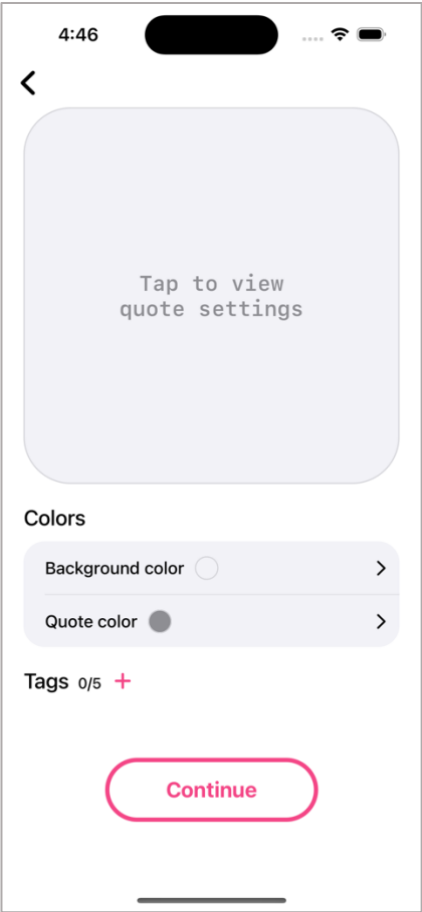 4:46
Tap to view
quote settings
Colors
Background color
Quote color
Tags 0/5 +
Continue